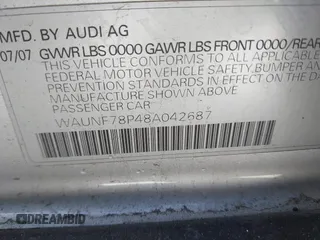 MFD. BY AUDI AG
07/07 GVWR LBS 0000 GAWR LBS FRONT 0000/REAR
THIS VEHICLE CONFORMS TO ALL APPLICABLE
FEDERAL MOTOR VEHICLE SAFETY, BUMPER AND
PREVENTION STANDARDS IN EFFECT ON THE
DATE OF MANUFACTURE SHOWN ABOVE
PASSENGER CAR
WAUNF78P48A042687
DREAMBID